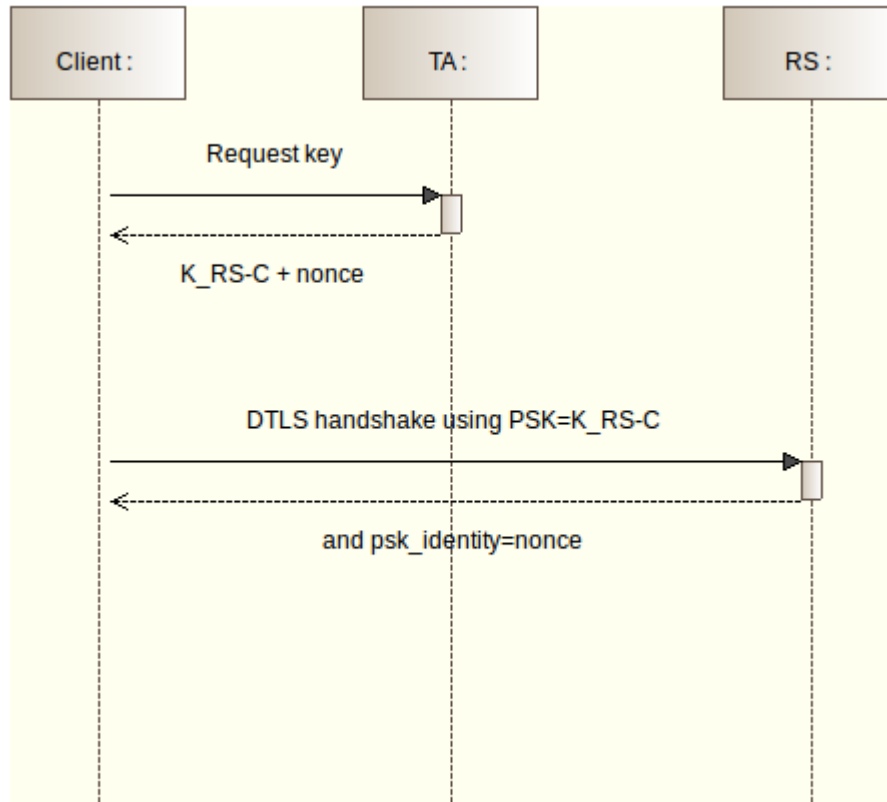 Client :
TA :
RS :
Request key
K_RS-C + nonce
DTLS handshake using PSK=K_RS-C
and psk_identity=nonce